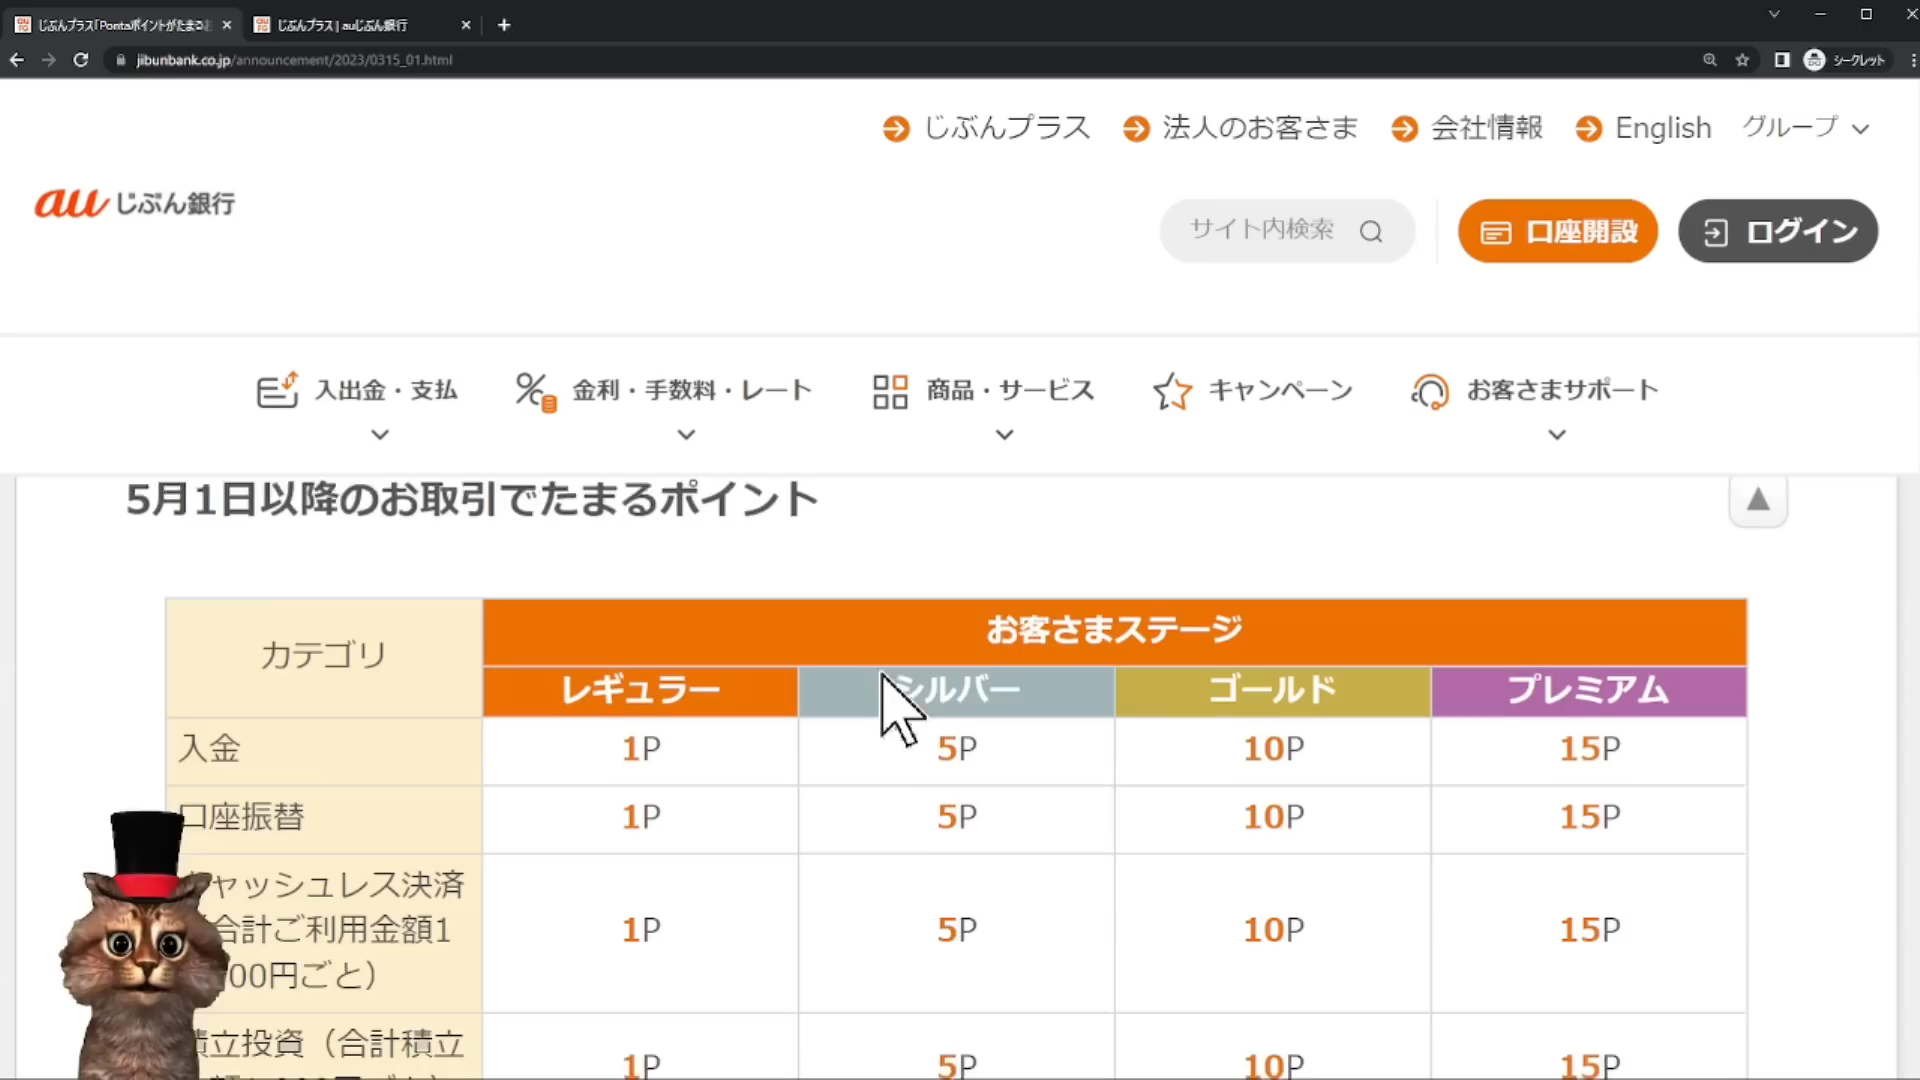 じぶんプラス「Pontaポイントがたまる
じぶんプラス | auじぶん銀行
jibunbank.co.jp/announcement/2023/0315_01.html
シークレット
じぶんプラス 法人のお客さま 会社情報 English グループ
au じぶん銀行
サイト内検索 口座開設 ログイン
入出金・支払 金利・手数料・レート 商品・サービス キャンペーン お客さまサポート
5月1日以降のお取引でたまるポイント
カテゴリ
お客さまステージ
レギュラー シルバー ゴールド プレミアム
入金 1P 5P 10P 15P
口座振替 1P 5P 10P 15P
ャッシュレス決済
合計ご利用金額1
00円ごと）
1P 5P 10P 15P
立投資（合計積立
1P 5P 10P 15P